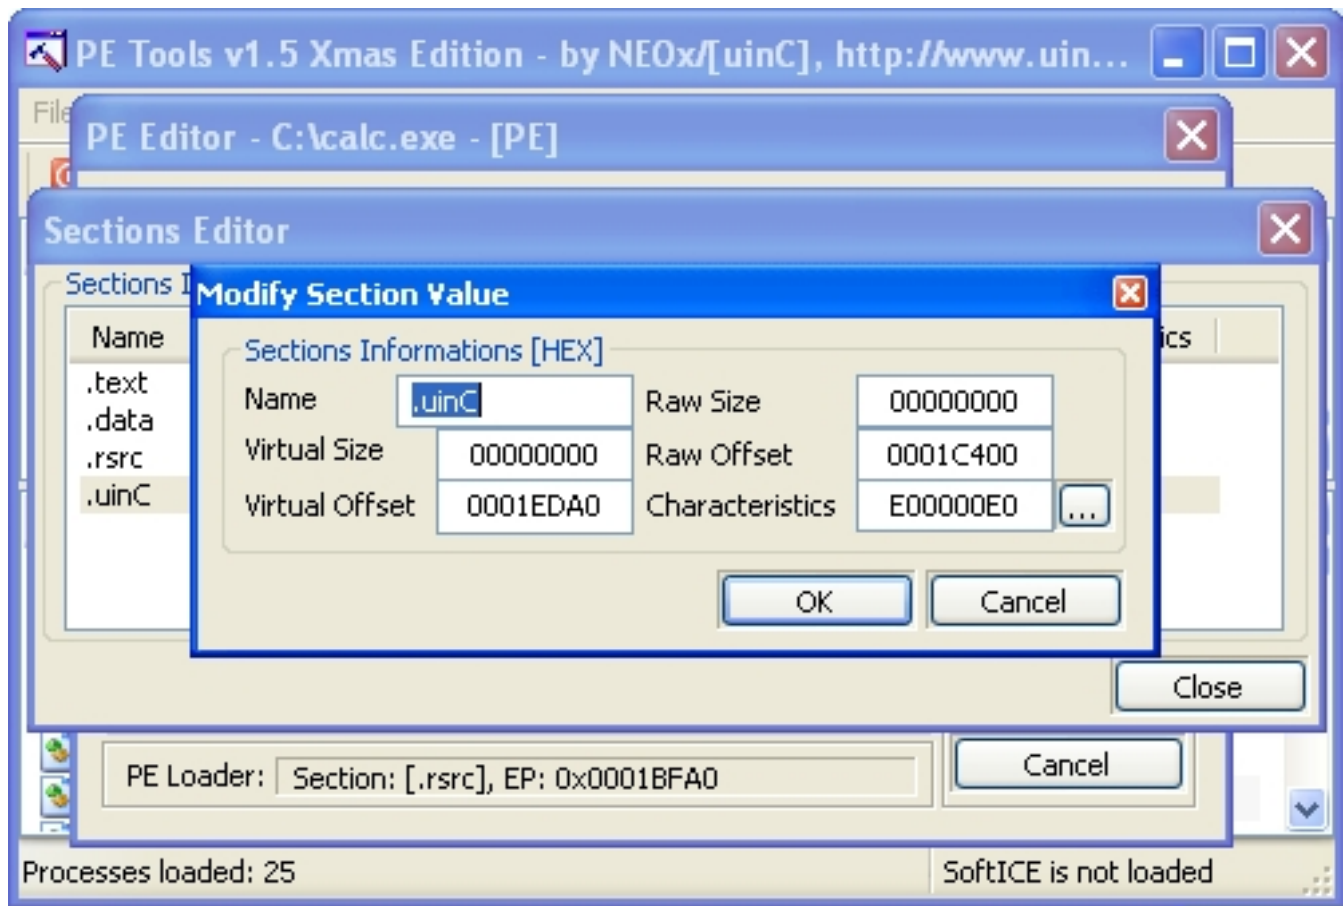 PE Tools v1.5 Xmas Edition - by NEOx/[uinC], http://www.uin...
File
PE Editor - C:\calc.exe - [PE]
Sections Editor
Sections I
Modify Section Value
Name
ics
Sections Informations [HEX]
.text
Name .uinC Raw Size 00000000
.data
Virtual Size 00000000 Raw Offset 0001C400
.rsrc
.uinC
Virtual Offset 0001EDA0 Characteristics E00000E0 ...
OK Cancel
Close
PE Loader: Section: [.rsrc], EP: 0x0001BFA0 Cancel
Processes loaded: 25 SoftICE is not loaded